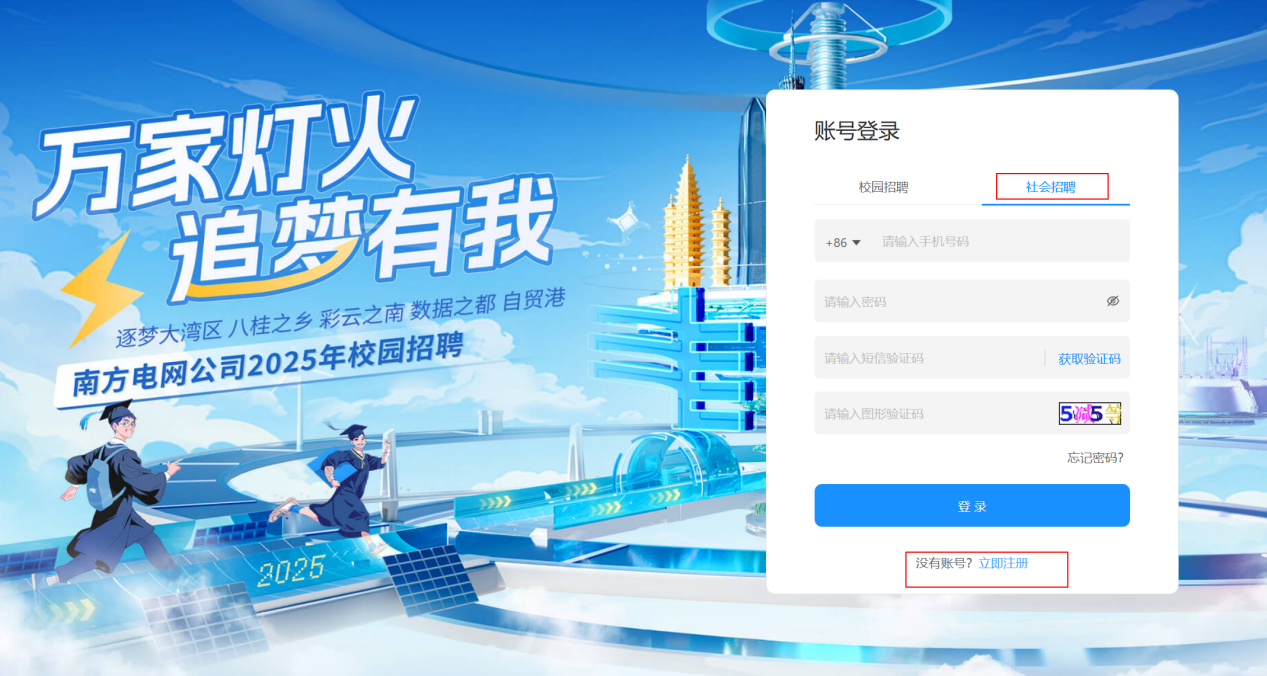 万家灯火
追梦有我
逐梦大湾区 八桂之乡 彩云之南 数据之都 自贸港
南方电网公司2025年校园招聘
2025
账号登录
校园招聘 社会招聘
+86 请输入手机号码
请输入密码
请输入短信验证码 获取验证码
请输入图形验证码 5减5等
忘记密码?
登录
没有账号? 立即注册